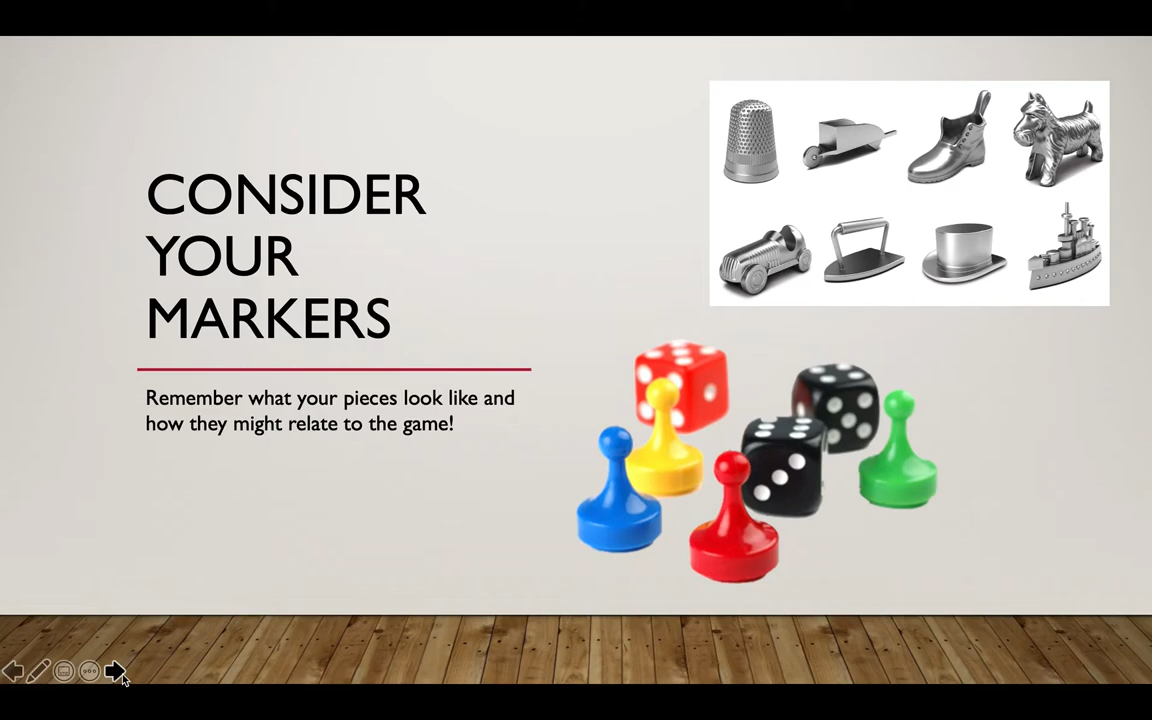 CONSIDER
YOUR
MARKERS
Remember what your pieces look like and
how they might relate to the game!